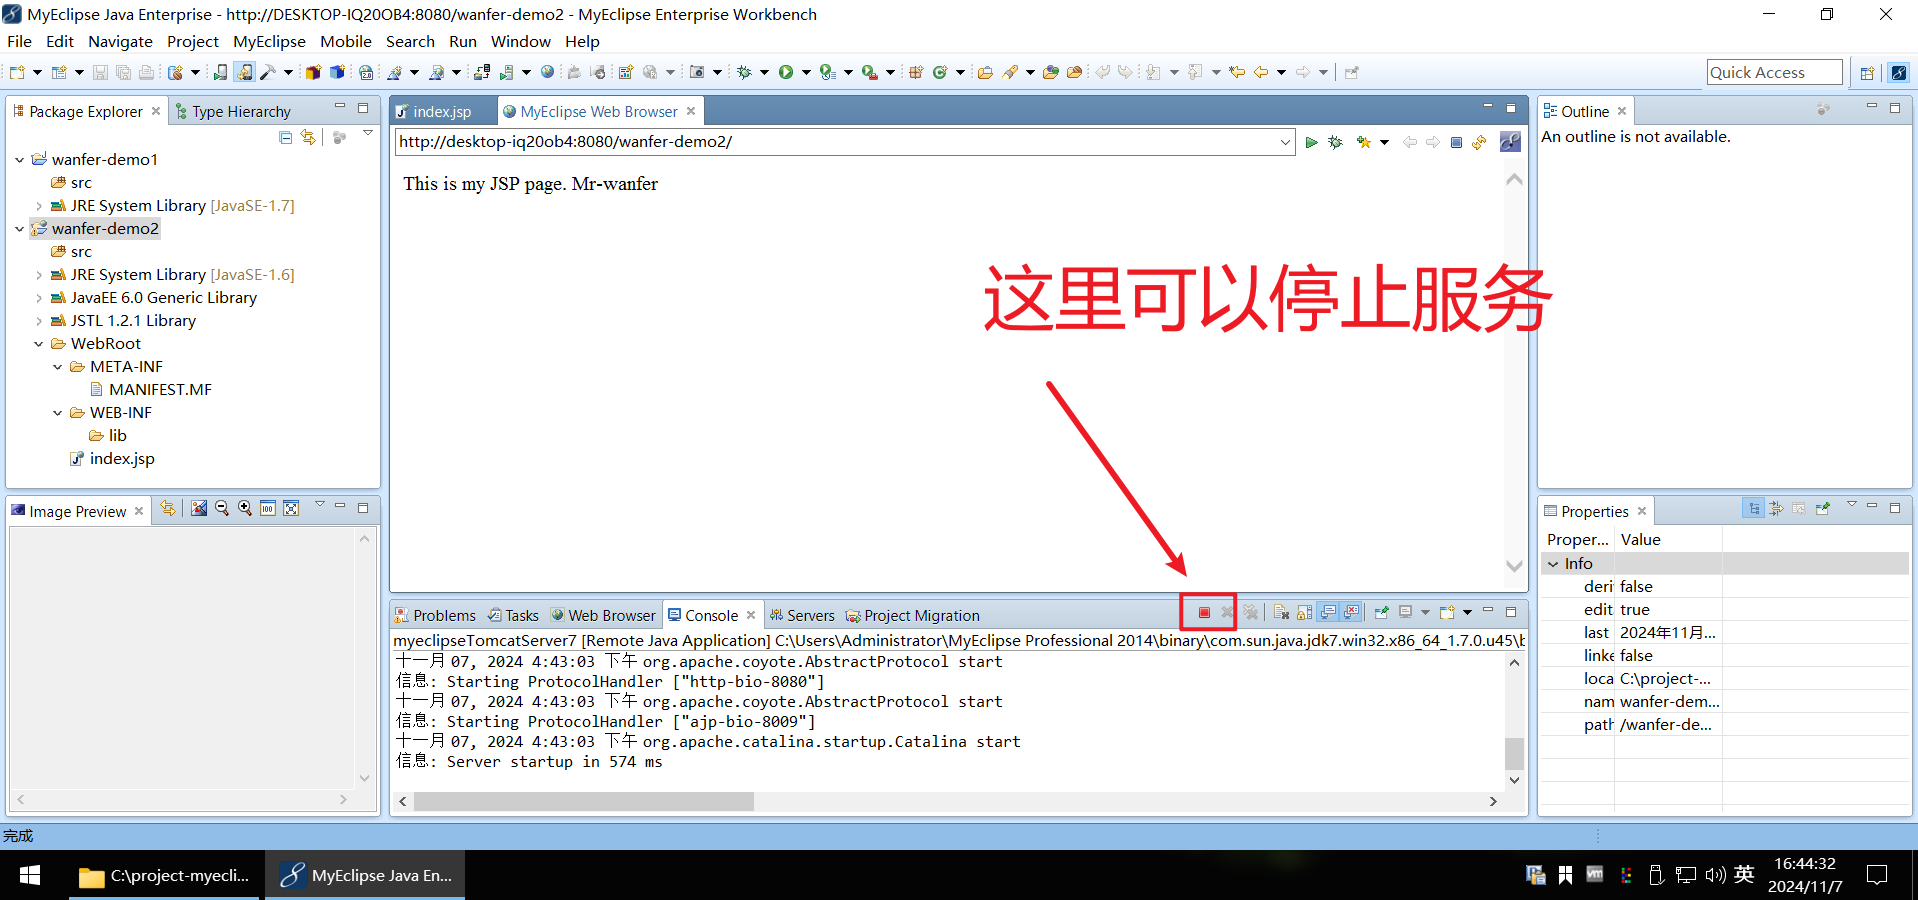 MyEclipse Java Enterprise - http://DESKTOP-IQ20OB4:8080/wanfer-demo2 - MyEclipse Enterprise Workbench
File Edit Navigate Project MyEclipse Mobile Search Run Window Help
Quick Access
Package Explorer
Type Hierarchy
wanfer-demo1
src
JRE System Library [JavaSE-1.7]
wanfer-demo2
src
JRE System Library [JavaSE-1.6]
JavaEE 6.0 Generic Library
JSTL 1.2.1 Library
WebRoot
META-INF
MANIFEST.MF
WEB-INF
lib
index.jsp
Image Preview
index.jsp
MyEclipse Web Browser
http://desktop-iq20ob4:8080/wanfer-demo2/
This is my JSP page. Mr-wanfer
这里可以停止服务
Problems Tasks Web Browser Console Servers Project Migration
myeclipseTomcatServer7 [Remote Java Application] C:\Users\Administrator\MyEclipse Professional 2014\binary\com.sun.java.jdk7.win32.x86_64_1.7.0.u45\b
十一月 07, 2024 4:43:03 下午 org.apache.coyote.AbstractProtocol start
信息: Starting ProtocolHandler ["http-bio-8080"]
十一月 07, 2024 4:43:03 下午 org.apache.coyote.AbstractProtocol start
信息: Starting ProtocolHandler ["ajp-bio-8009"]
十一月 07, 2024 4:43:03 下午 org.apache.catalina.startup.Catalina start
信息: Server startup in 574 ms
Outline
An outline is not available.
Properties
Proper... Value
Info
deri false
edit true
last 2024年11月...
linke false
loca C:\project-...
nam wanfer-dem...
path /wanfer-de...
完成
C:\project-myecli...
MyEclipse Java En...
英
16:44:32
2024/11/7